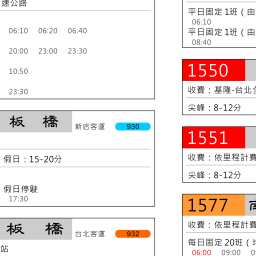 運公路
06:10 06:20 06:40
20:00 23:00 23:30
10:50
23:30
板 橋
新店客運 930
假日：15-20分
假日停駛
17:30
板 橋
台北客運 932
站
平日固定1班（由
06:10
平日固定1班（由
08:40
1550
收費：基隆-台北
尖峰：8-12分
1551
收費：依里程計費
尖峰：8-12分
1577
收費：依里程計費
每日固定20班（
06:00 09:00 09